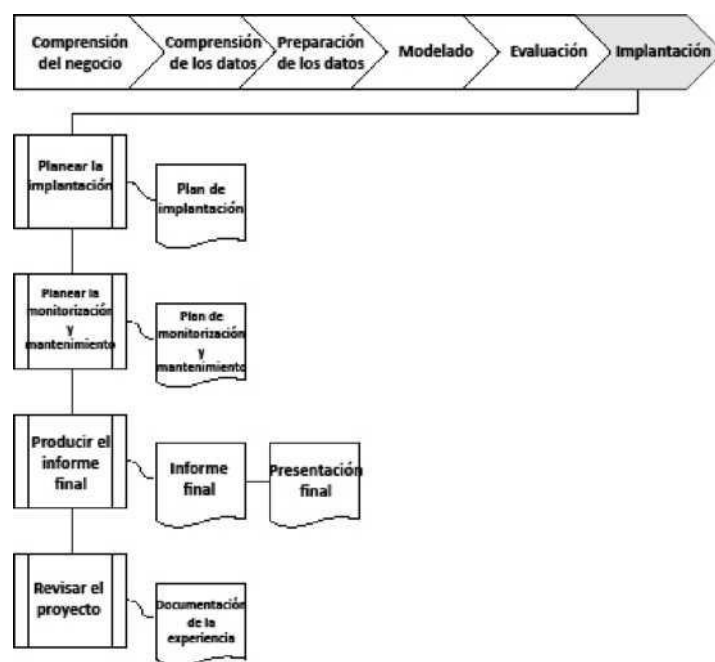 Comprensión
del negocio
Comprensión
de los datos
Preparación
de los datos
Modelado
Evaluación
Implantación
Planear la
implantación
Plan de
implantación
Planear la
monitorización
y
mantenimiento
Plan de
monitorización
y
mantenimiento
Producir el
informe
final
Informe
final
Presentación
final
Revisar el
proyecto
Documentación
de la
experiencia